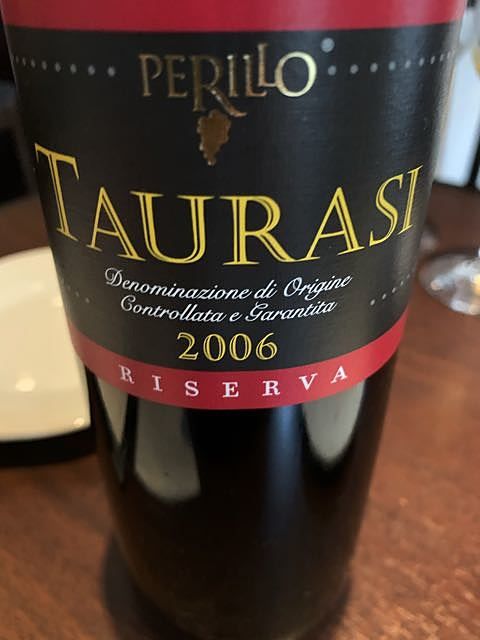 PERILLO®
TAURASI
Denominazione di Origine
Controllata e Garantita
2006
RISERVA